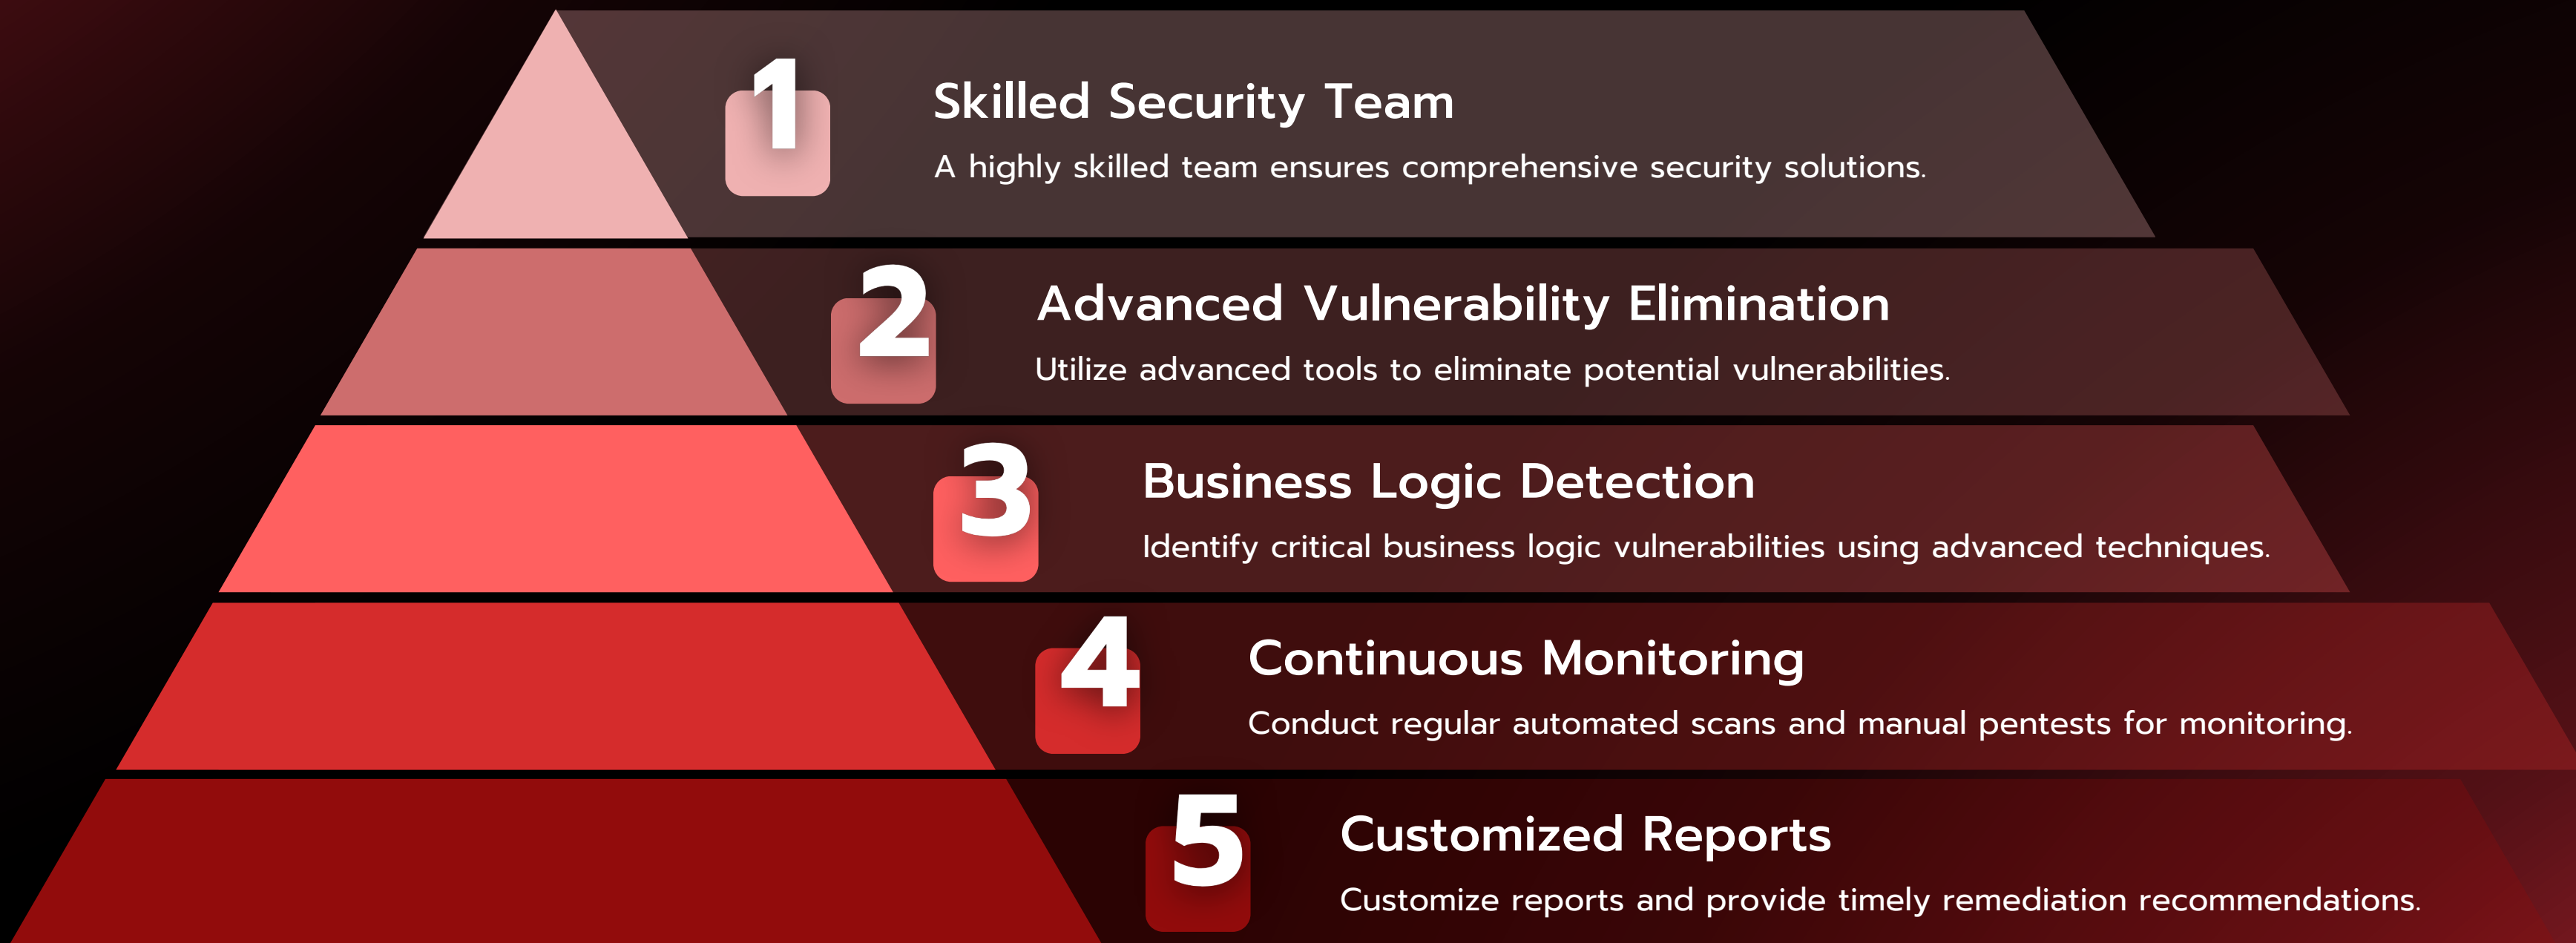 1
Skilled Security Team
A highly skilled team ensures comprehensive security solutions.
2
Advanced Vulnerability Elimination
Utilize advanced tools to eliminate potential vulnerabilities.
3
Business Logic Detection
Identify critical business logic vulnerabilities using advanced techniques.
4
Continuous Monitoring
Conduct regular automated scans and manual pentests for monitoring.
5
Customized Reports
Customize reports and provide timely remediation recommendations.